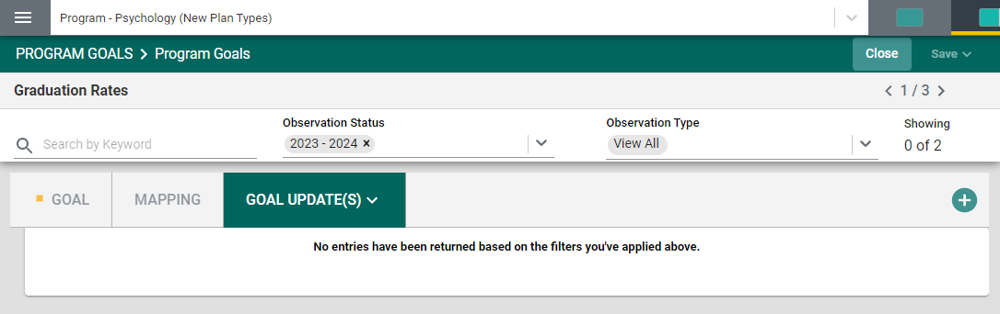 Program - Psychology (New Plan Types)
PROGRAM GOALS > Program Goals
Close
Save
Graduation Rates
< 1 / 3 >
Search by Keyword
Observation Status
2023 - 2024 ×
Observation Type
View All
Showing
0 of 2
GOAL
MAPPING
GOAL UPDATE(S)
No entries have been returned based on the filters you've applied above.